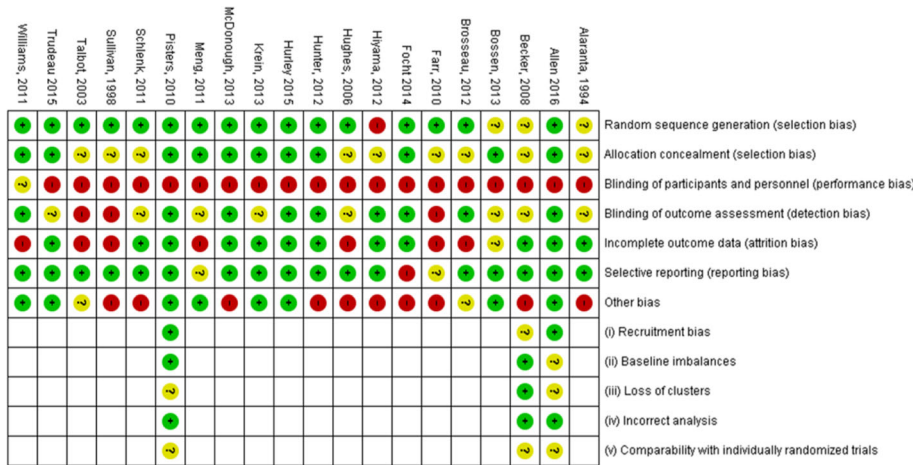 Williams, 2011
Trudeau 2015
Talbot, 2003
Sullivan, 1998
Schlenk, 2011
Pisters, 2010
Meng, 2011
McDonough, 2013
Krein, 2013
Hurley 2015
Hunter, 2012
Hughes, 2006
Hiyama, 2012
Focht 2014
Farr, 2010
Brosseau, 2012
Bossen, 2013
Becker, 2008
Allen 2016
Alaranta, 1994
+ + + + + + + + + + + + - + + + ? ? + ? Random sequence generation (selection bias)
+ + ? ? ? + + + + + + ? ? + ? ? + ? + ? Allocation concealment (selection bias)
? - - - - - - - - - - - - - - - - - - - Blinding of participants and personnel (performance bias)
+ ? - - ? + ? + ? + + ? + + - + ? ? + ? Blinding of outcome assessment (detection bias)
- + - - + + - + + + + - + + - - ? + + + Incomplete outcome data (attrition bias)
+ + + + + + ? + + + + + + - ? + + + + + Selective reporting (reporting bias)
+ + ? - - + + - + + - - - - - ? + - + - Other bias
+ ? + (i) Recruitment bias
+ + ? (ii) Baseline imbalances
? + ? (iii) Loss of clusters
+ + + (iv) Incorrect analysis
? ? ? (v) Comparability with individually randomized trials